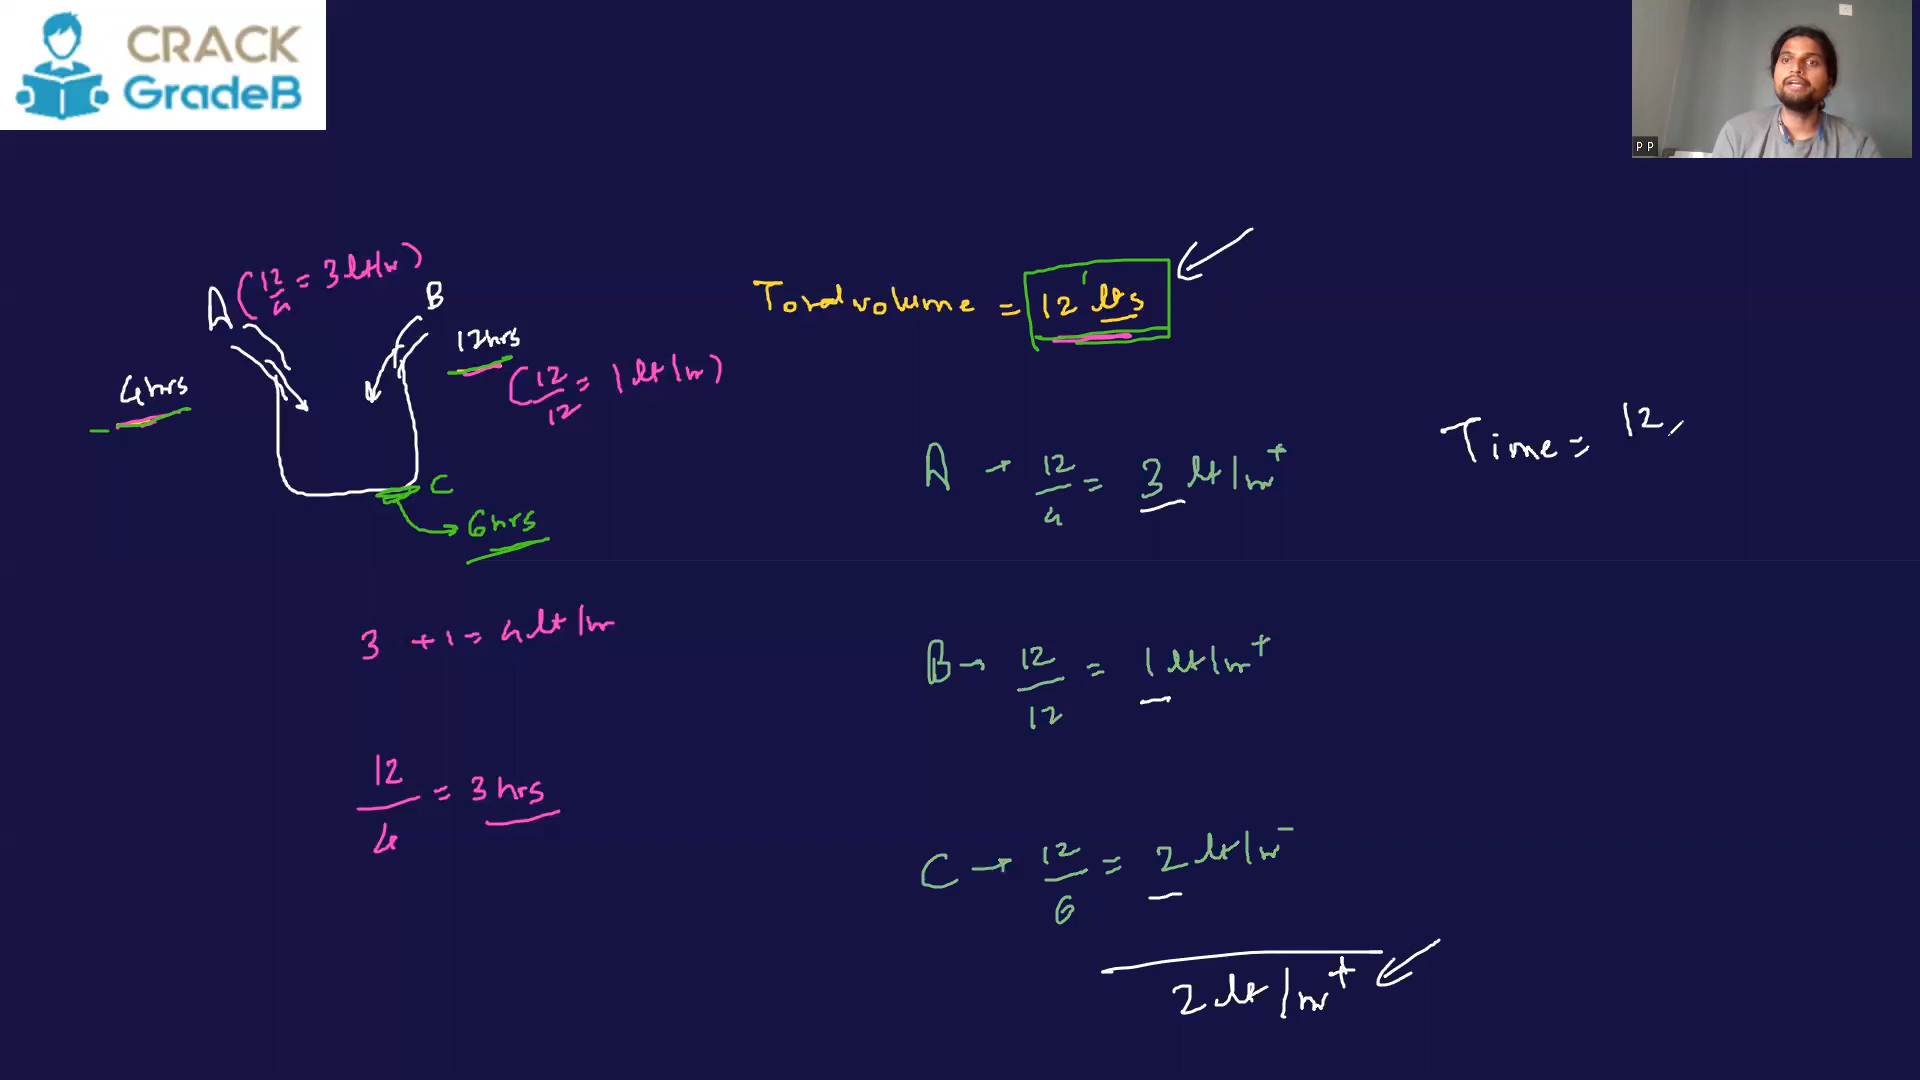 CRACK
GradeB
P P
A (12/4 = 3 lt/hr)
B
12hrs
(12/12 = 1 lt/hr)
4hrs
C
6hrs
3 + 1 = 4 lt/hr
12/4 = 3 hrs
Total volume = 12 lts
A → 12/4 = 3 lt/hr +
B → 12/12 = 1 lt/hr +
C → 12/6 = 2 lt/hr -
2 lt/hr +
Time = 12